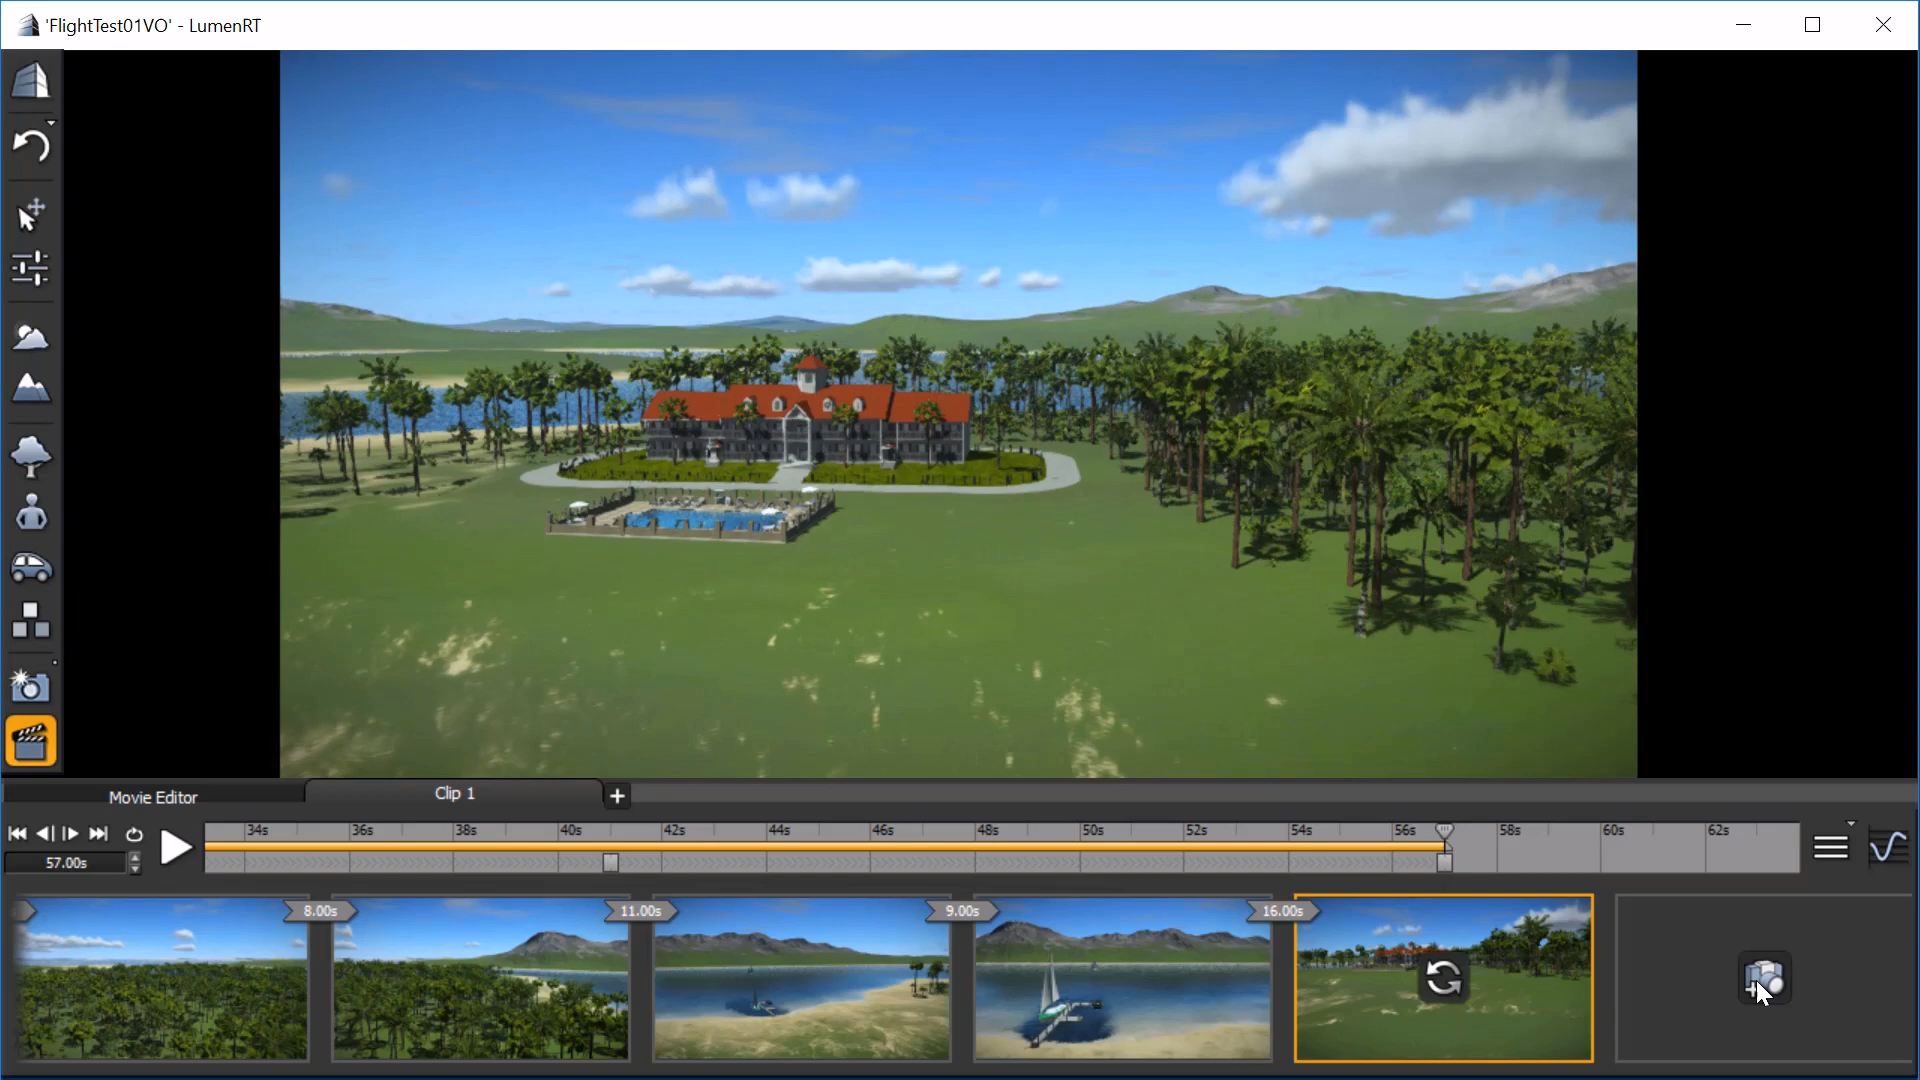 'FlightTest01VO' - LumenRT
Movie Editor
Clip 1
34s 36s 38s 40s 42s 44s 46s 48s 50s 52s 54s 56s 58s 60s 62s
57.00s
8.00s 11.00s 9.00s 16.00s